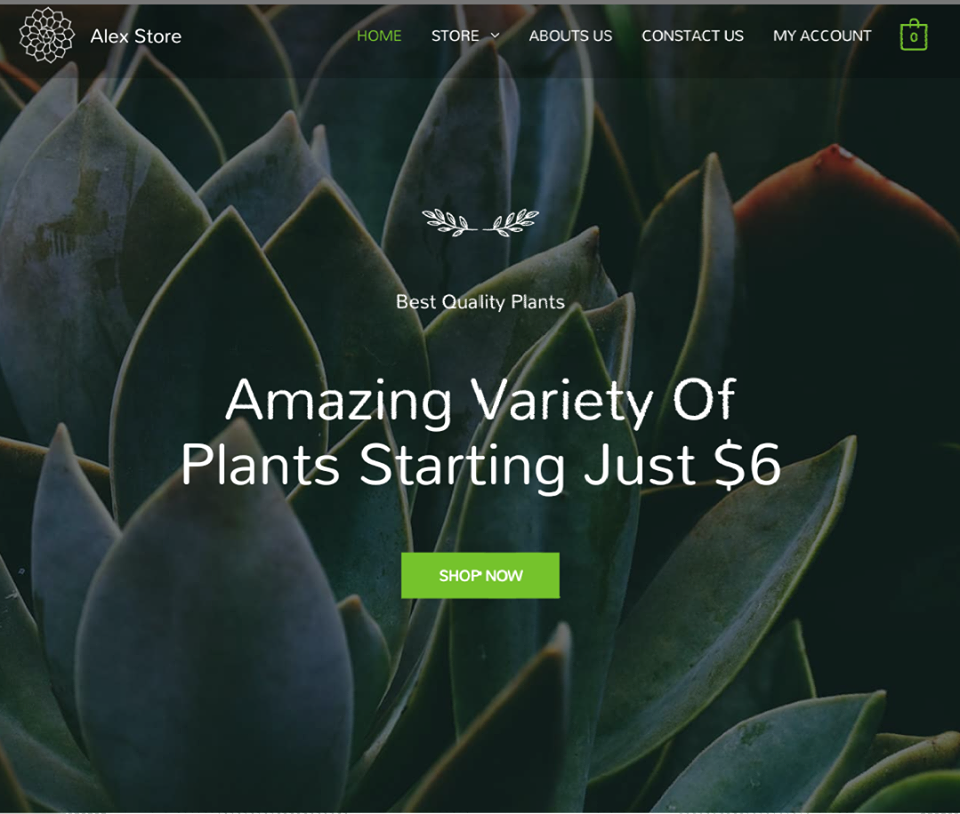 Alex Store
HOME
STORE
ABOUTS US
CONSTACT US
MY ACCOUNT
0
Best Quality Plants
Amazing Variety Of
Plants Starting Just $6
SHOP NOW